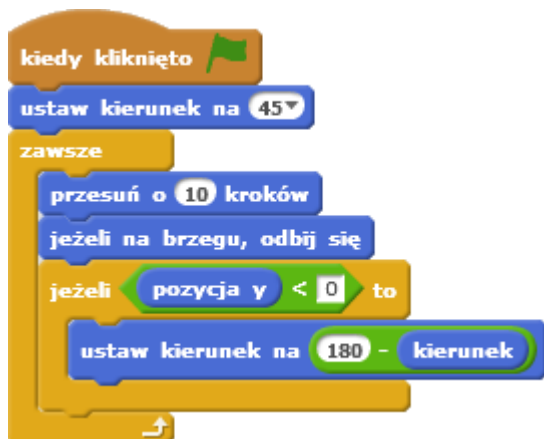 kiedy kliknięto
ustaw kierunek na 45
zawsze
przesuń o 10 kroków
jeżeli na brzegu, odbij się
jeżeli pozycja y < 0 to
ustaw kierunek na 180 - kierunek